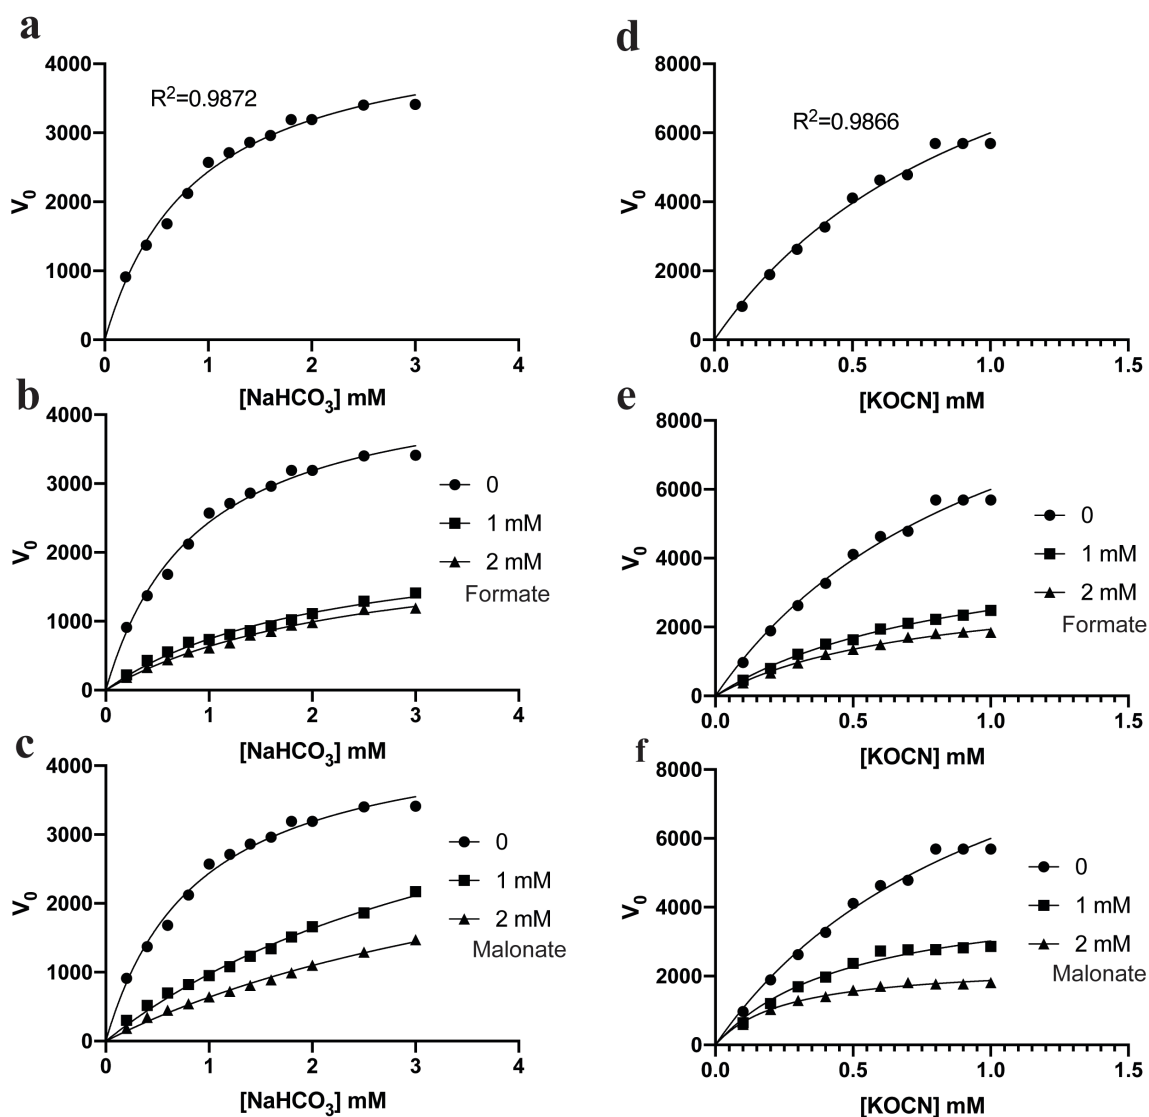 a
4000
3000
2000
1000
0
V0
R2=0.9872
0 1 2 3 4
[NaHCO3] mM
d
8000
6000
4000
2000
0
V0
R2=0.9866
0.0 0.5 1.0 1.5
[KOCN] mM
b
4000
3000
2000
1000
0
V0
0
1 mM
2 mM
Formate
0 1 2 3 4
[NaHCO3] mM
e
8000
6000
4000
2000
0
V0
0
1 mM
2 mM
Formate
0.0 0.5 1.0 1.5
[KOCN] mM
c
4000
3000
2000
1000
0
V0
0
1 mM
2 mM
Malonate
0 1 2 3 4
[NaHCO3] mM
f
8000
6000
4000
2000
0
V0
0
1 mM
2 mM
Malonate
0.0 0.5 1.0 1.5
[KOCN] mM